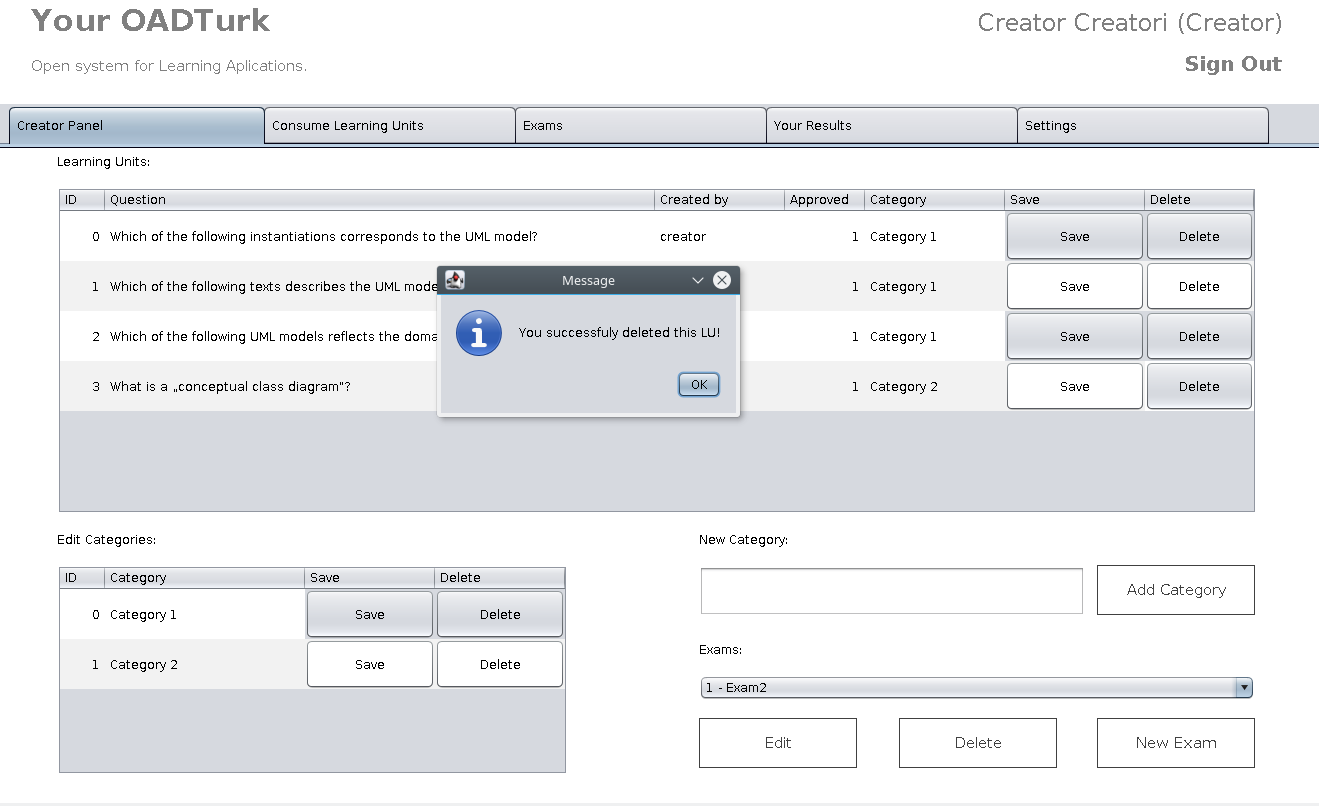 Your OADTurk
Creator Creatori (Creator)
Open system for Learning Aplications.
Sign Out
Creator Panel Consume Learning Units Exams Your Results Settings
Learning Units:
ID Question Created by Approved Category Save Delete
0 Which of the following instantiations corresponds to the UML model? creator 1 Category 1 Save Delete
Message
1 Which of the following texts describes the UML mode 1 Category 1 Save Delete
You successfuly deleted this LU!
2 Which of the following UML models reflects the doma 1 Category 1 Save Delete
OK
3 What is a „conceptual class diagram"? 1 Category 2 Save Delete
Edit Categories:
ID Category Save Delete
0 Category 1 Save Delete
1 Category 2 Save Delete
New Category:
Add Category
Exams:
1 - Exam2
Edit Delete New Exam